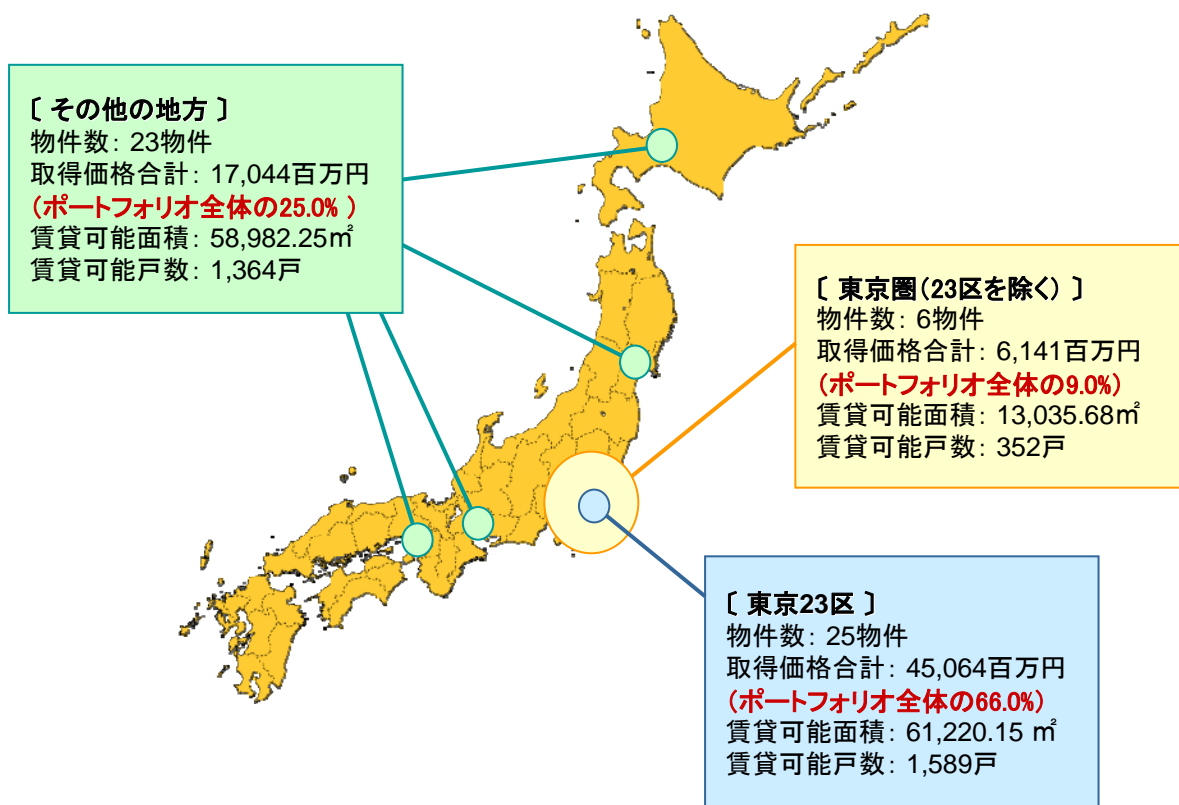 〔 その他の地方 〕
物件数: 23物件
取得価格合計: 17,044百万円
(ポートフォリオ全体の25.0% )
賃貸可能面積: 58,982.25㎡
賃貸可能戸数: 1,364戸
〔 東京圏(23区を除く) 〕
物件数: 6物件
取得価格合計: 6,141百万円
(ポートフォリオ全体の9.0%)
賃貸可能面積: 13,035.68㎡
賃貸可能戸数: 352戸
〔 東京23区 〕
物件数: 25物件
取得価格合計: 45,064百万円
(ポートフォリオ全体の66.0%)
賃貸可能面積: 61,220.15 ㎡
賃貸可能戸数: 1,589戸